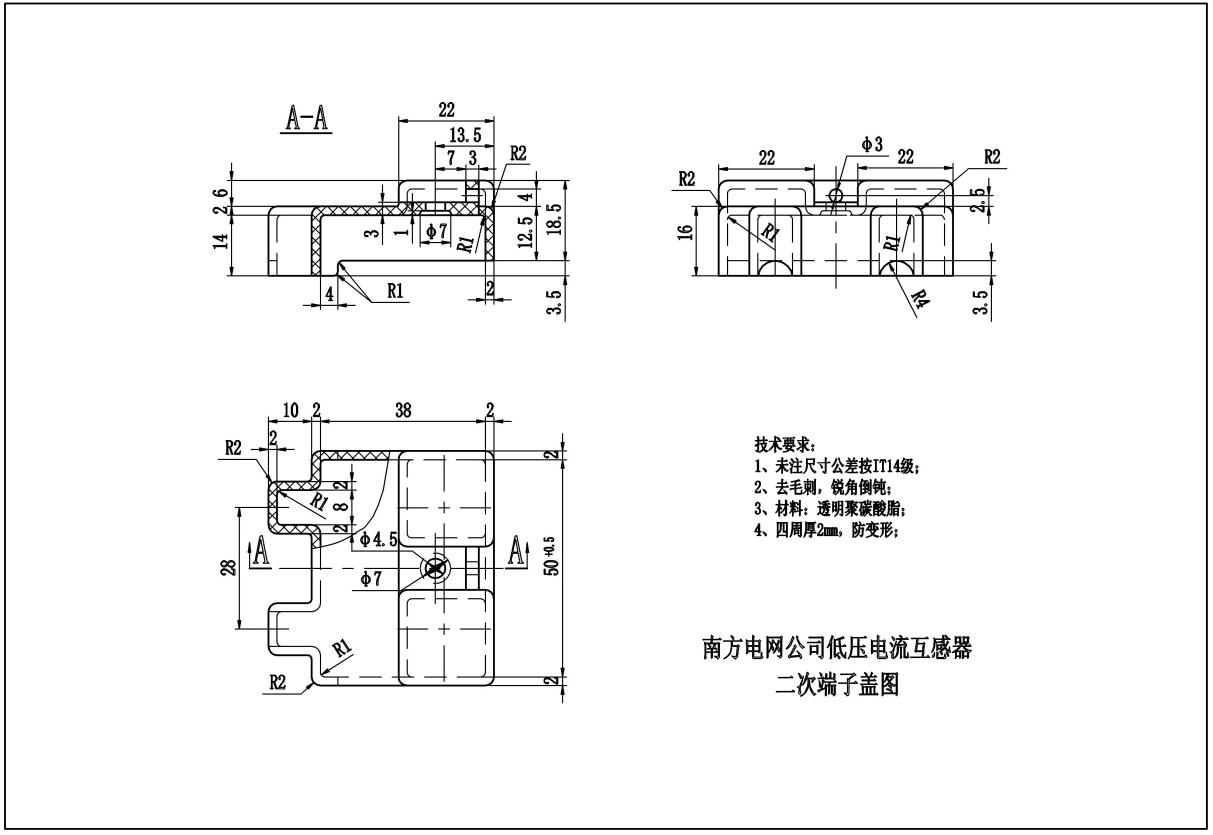 A-A
22
13.5
7
3
R2
6
2
14
3
1
φ7
R1
4
12.5
18.5
4
R1
2
3.5
φ3
22
22
R2
R2
2.5
16
R1
R1
R4
3.5
10
2
38
2
2
R2
2
2
R1
8
2
A
φ4.5
A
28
φ7
50 +0.5
R1
R2
2
技术要求:
1、未注尺寸公差按IT14级;
2、去毛刺, 锐角倒钝;
3、材料: 透明聚碳酸脂;
4、四周厚2mm, 防变形;
南方电网公司低压电流互感器
二次端子盖图